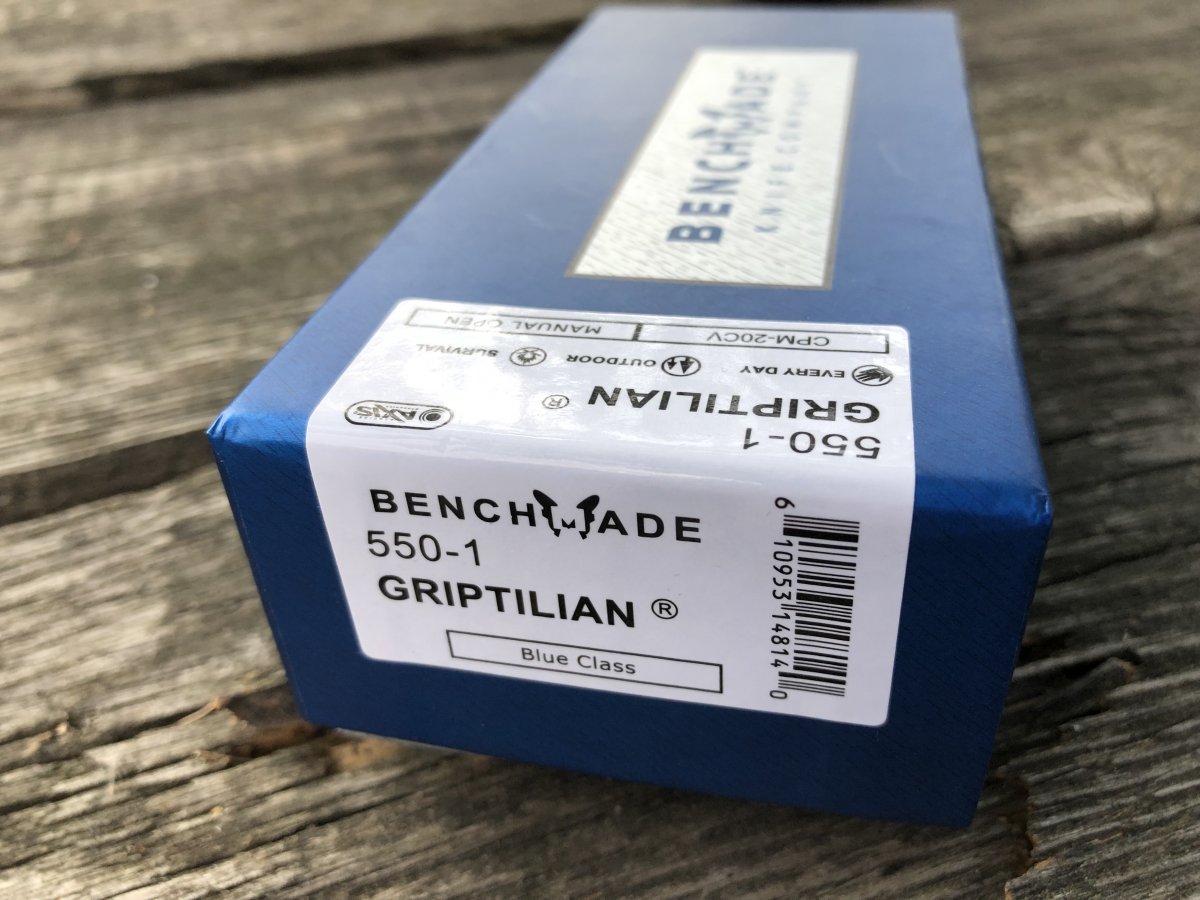 BENCHMADE
KNIFE COMPANY
550-1
GRIPTILIAN ®
EVERY DAY OUTDOOR SURVIVAL
CPM-20CV MANUAL OPEN
AXIS
BENCHMADE
550-1
GRIPTILIAN ®
Blue Class
6 10953 14814 0